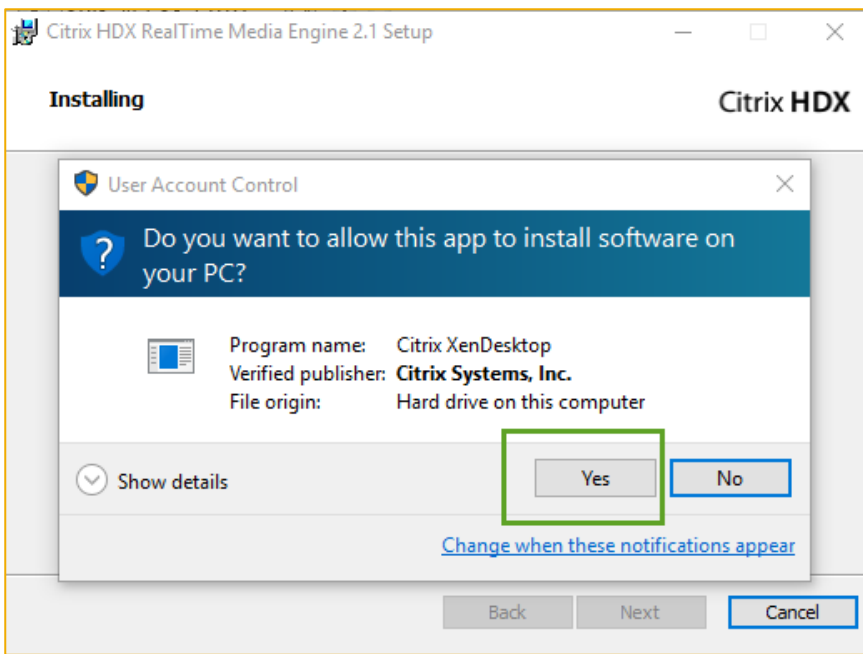 Citrix HDX RealTime Media Engine 2.1 Setup
Installing
Citrix HDX
User Account Control
Do you want to allow this app to install software on
your PC?
Program name: Citrix XenDesktop
Verified publisher: Citrix Systems, Inc.
File origin: Hard drive on this computer
Show details
Yes No
Change when these notifications appear
Back Next Cancel